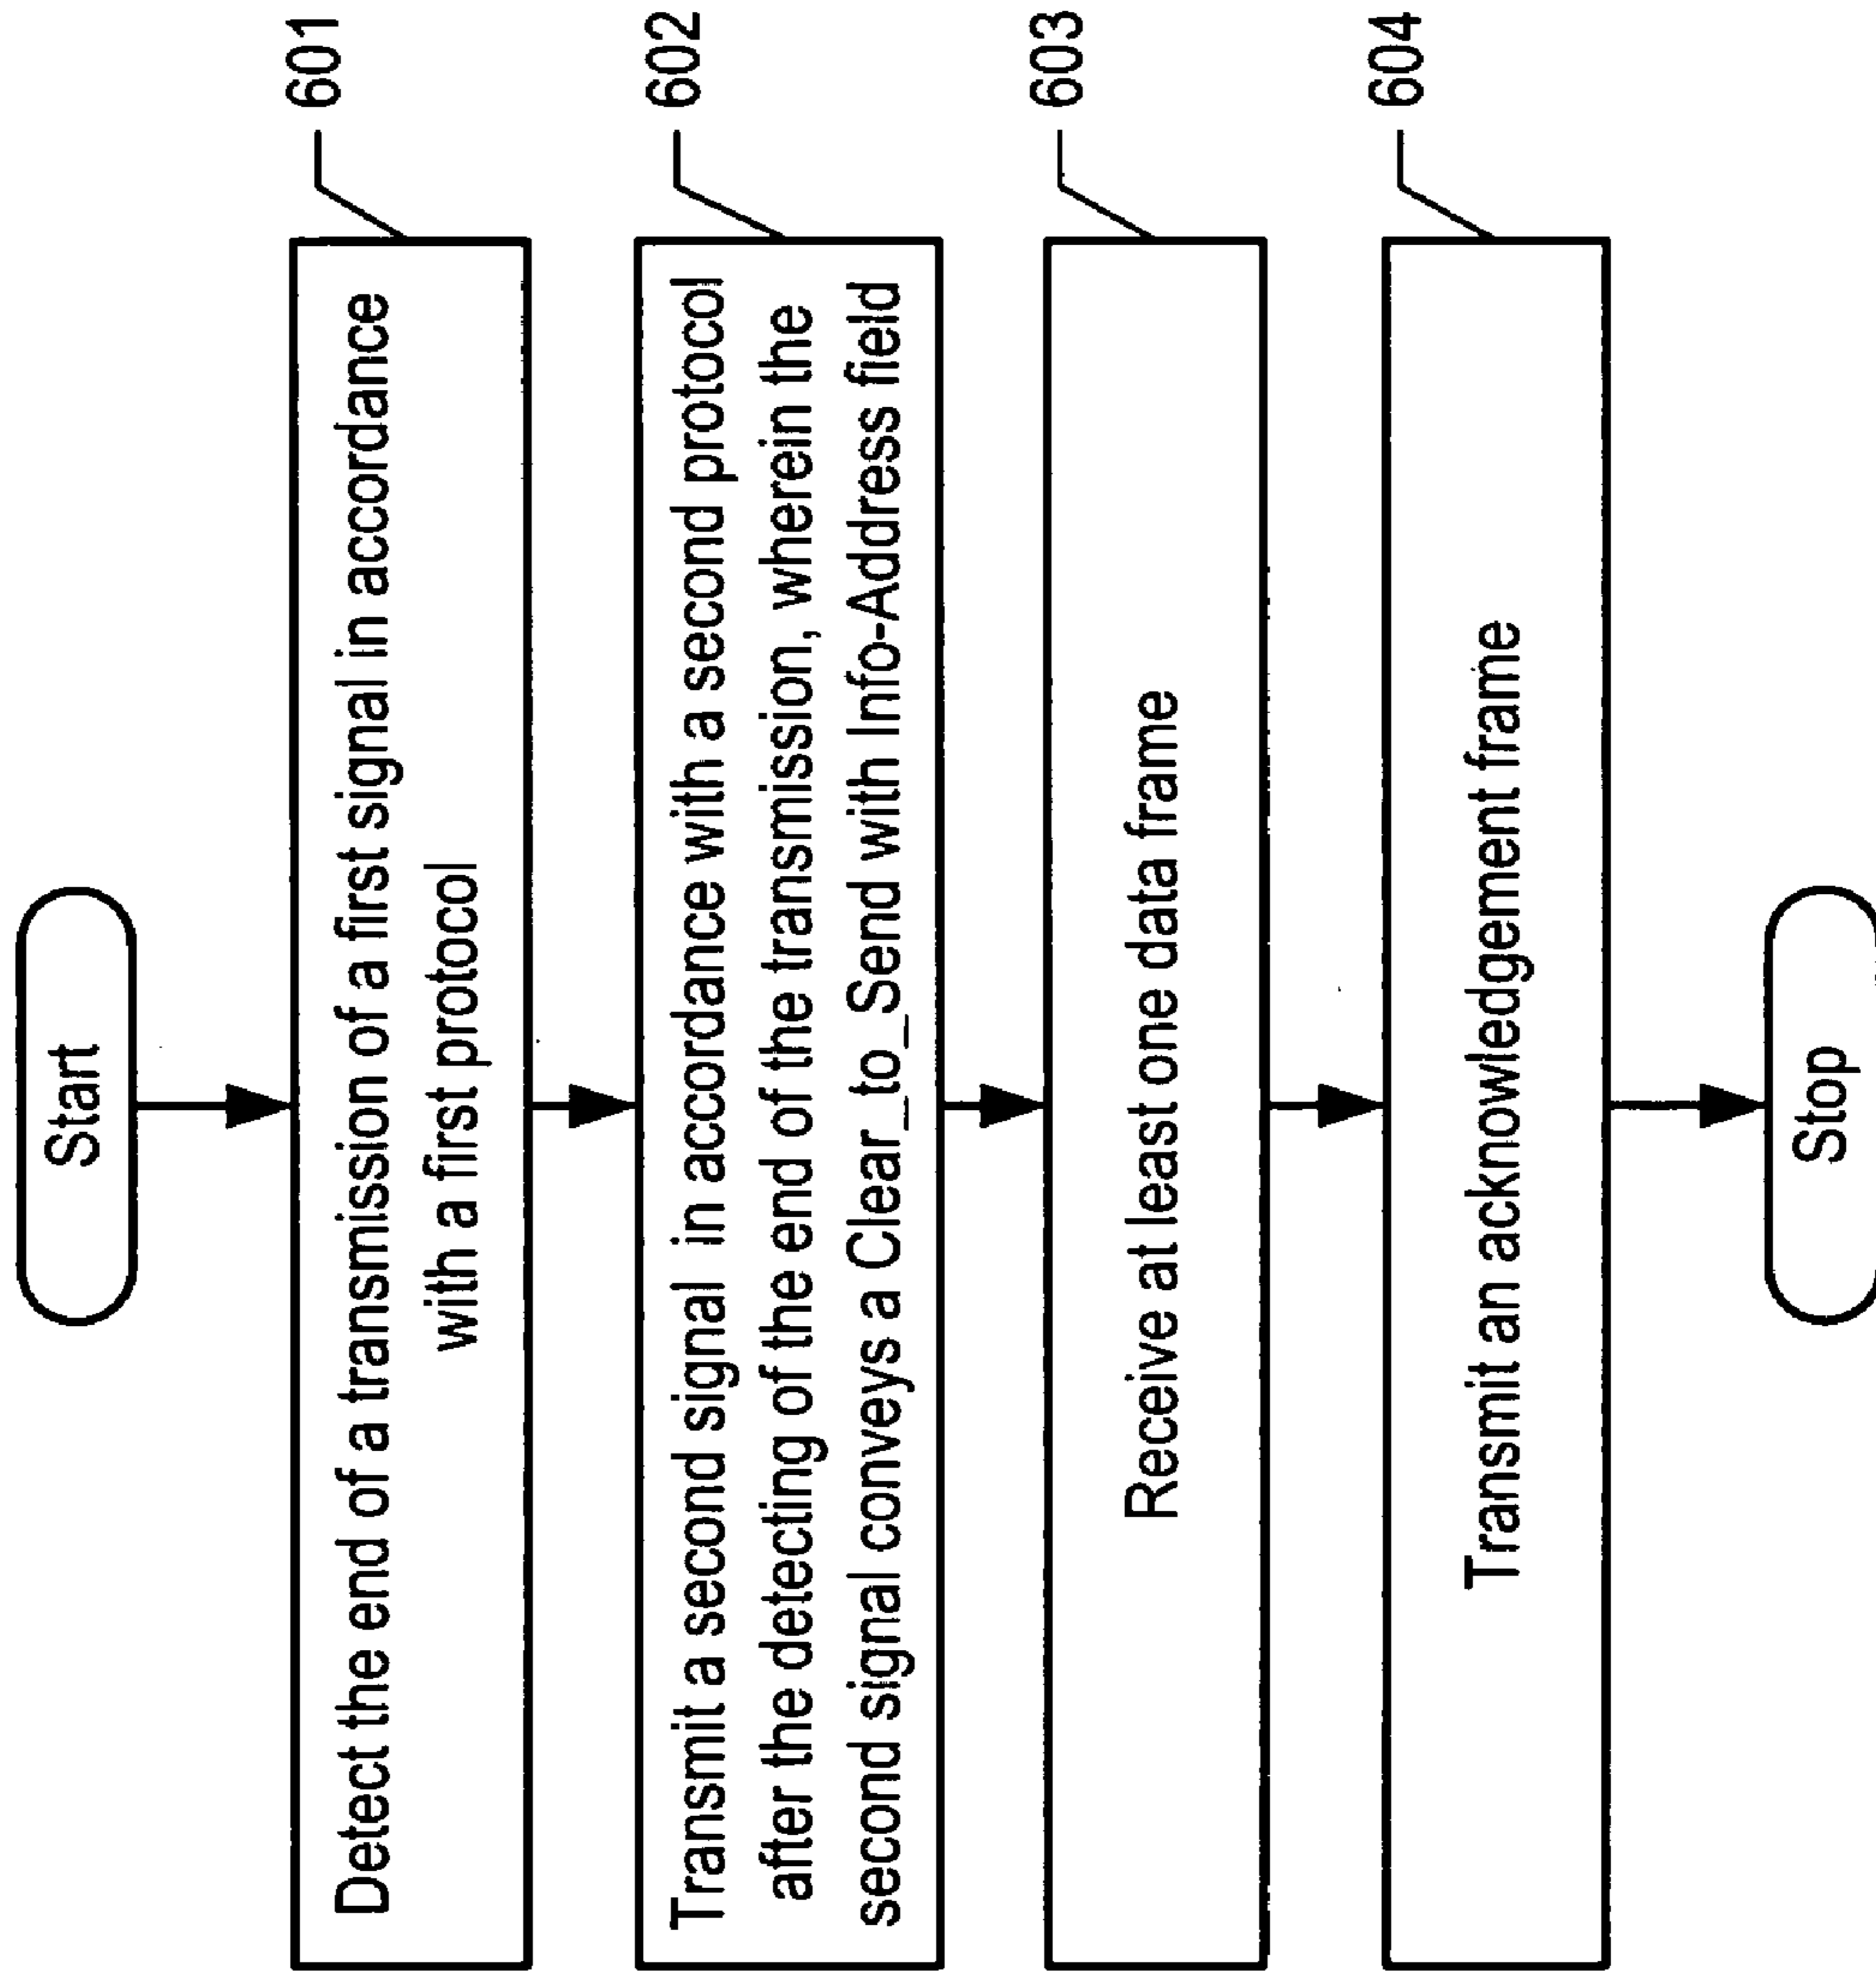 Start
Detect the end of a transmission of a first signal in accordance
with a first protocol
601
Transmit a second signal in accordance with a second protocol
after the detecting of the end of the transmission, wherein the
second signal conveys a Clear_to_Send with Info-Address field
602
Receive at least one data frame
603
Transmit an acknowledgement frame
604
Stop